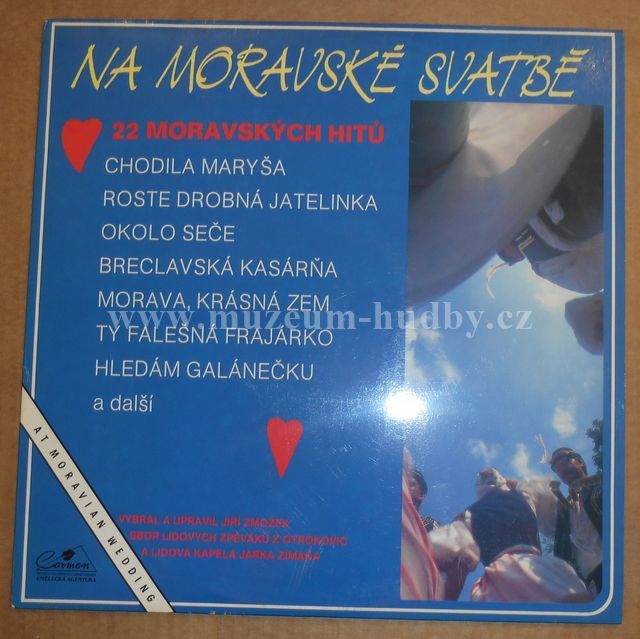 NA MORAVSKÉ SVATBĚ
22 MORAVSKÝCH HITŮ
CHODILA MARYŠA
ROSTE DROBNÁ JATELINKA
OKOLO SEČE
BRECLAVSKÁ KASÁRŇA
MORAVA, KRÁSNÁ ZEM
www.muzeum-hudby.cz
TY FALEŠNÁ FRAJÁRKO
HLEDÁM GALÁNEČKU
a další
AT MORAVIAN WEDDING
VYBRAL A UPRAVIL JIŘÍ ZMOŽEK
SBOR LIDOVÝCH ZPĚVÁKŮ Z OTROKOVIC
A LIDOVÁ KAPELA JARKA ZIMÁKA
Carmen
UMĚLECKÁ AGENTURA